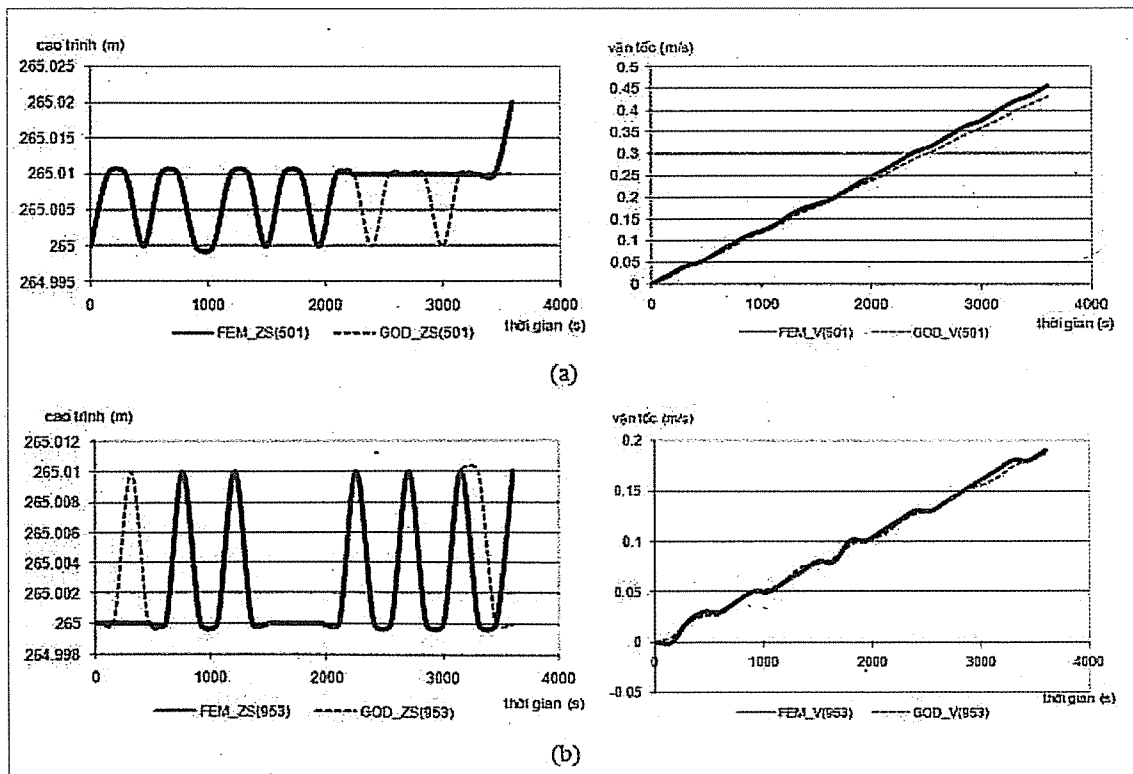 cao trình (m)
265.025
265.02
265.015
265.01
265.005
265
264.995
0 1000 2000 3000 4000
thời gian (s)
FEM_ZS(501) GOD_ZS(501)
vận tốc (m/s)
0.5
0.45
0.4
0.35
0.3
0.25
0.2
0.15
0.1
0.05
0
0 1000 2000 3000 4000
thời gian (s)
FEM_V(501) GOD_V(501)
(a)
cao trình (m)
265.012
265.01
265.008
265.006
265.004
265.002
265
264.998
0 1000 2000 3000 4000
thời gian (s)
FEM_ZS(953) GOD_ZS(953)
vận tốc (m/s)
0.2
0.15
0.1
0.05
0
-0.05
0 1000 2000 3000 4000
thời gian (s)
FEM_V(953) GOD_V(953)
(b)